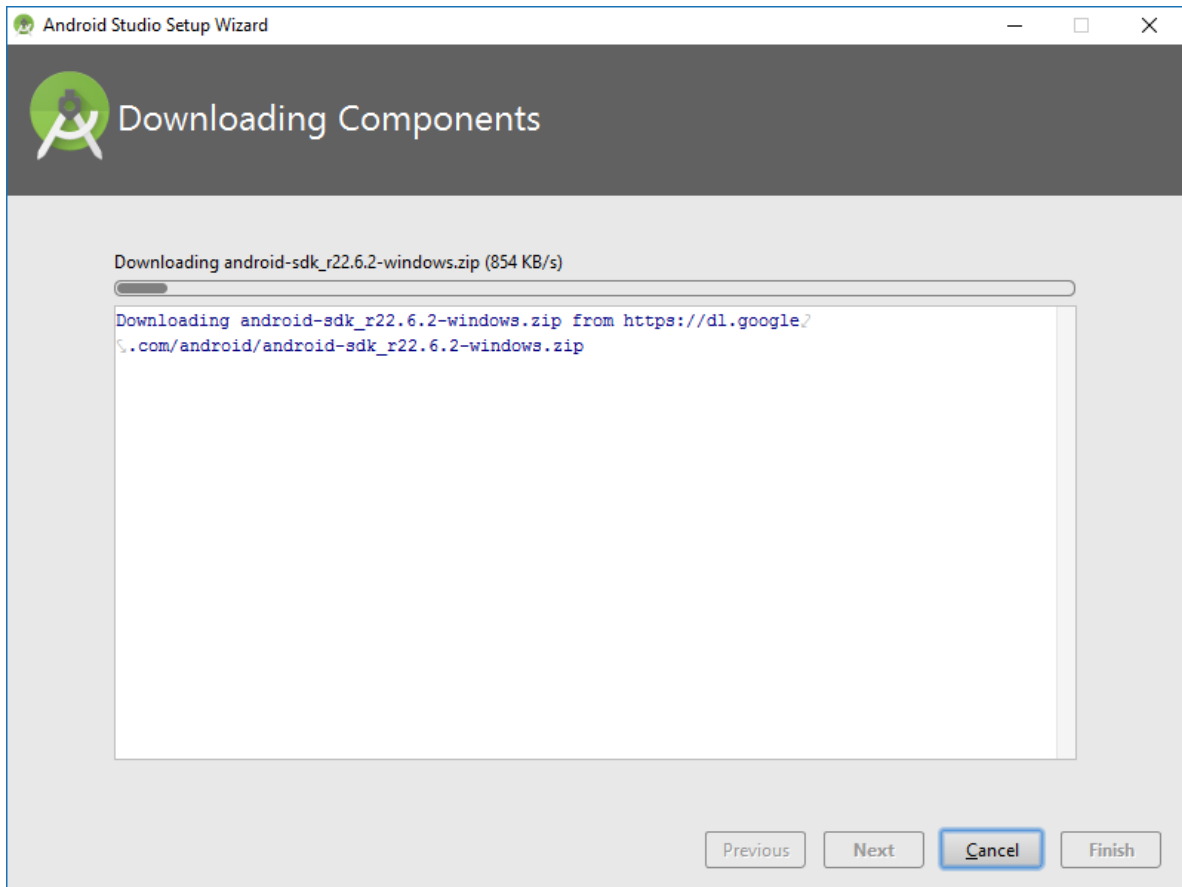 Android Studio Setup Wizard
Downloading Components
Downloading android-sdk_r22.6.2-windows.zip (854 KB/s)
Downloading android-sdk_r22.6.2-windows.zip from https://dl.google
.com/android/android-sdk_r22.6.2-windows.zip
Previous Next Cancel Finish